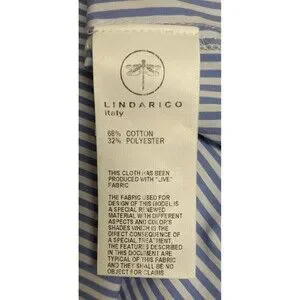 LINDARICO
italy
68% COTTON
32% POLYESTER
THIS CLOTH HAS BEEN
PRODUCED WITH "LIVE"
FABRIC
THE FABRIC USED FOR
DESIGN OF THIS MODEL IS
A SPECIAL RENEWED
MATERIAL WITH DIFFERENT
ASPECTS AND COLOR'S
SHADES WHICH IS THE
DIRECT CONSEQUENCE OF
A SPECIAL TREATMENT,
THE FEATURES DESCRIBED
IN THIS DOCUMENT ARE
TYPICAL OF THIS FABRIC
AND SHALL BE BE NO
OBJECT FOR CLAIMS